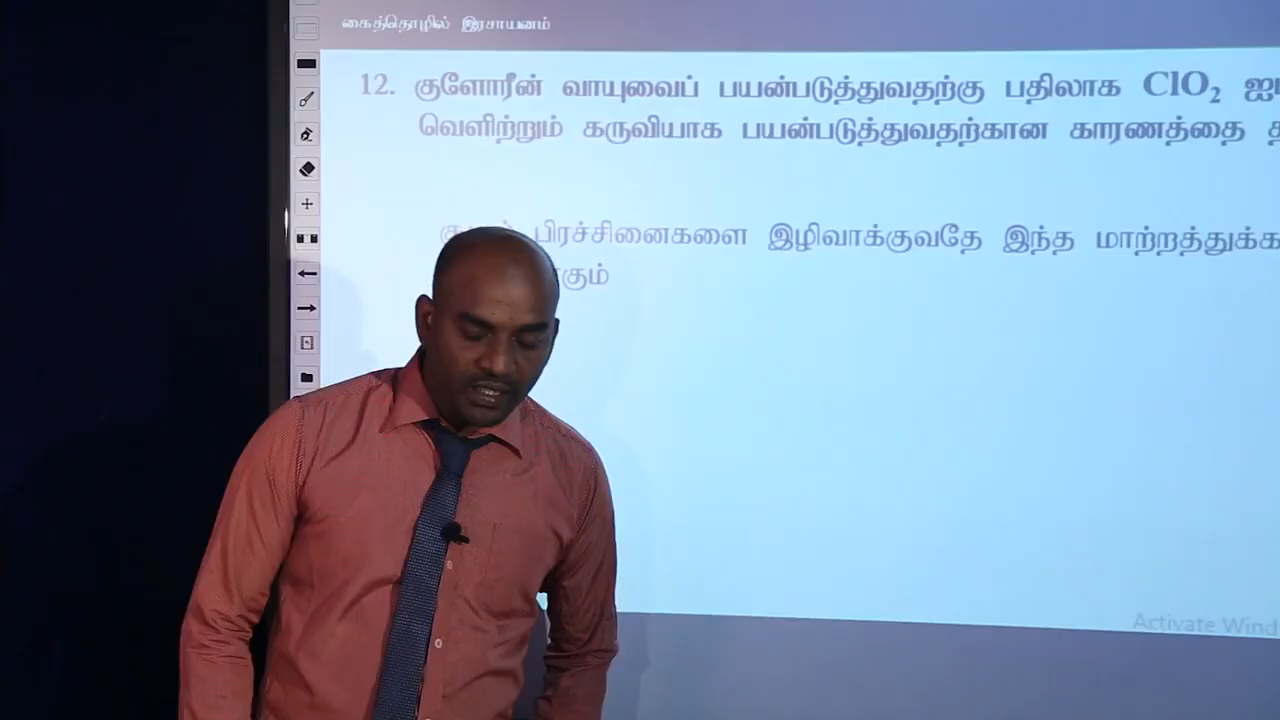 கைத்தொழில் இரசாயனம்
12. குளோரீன் வாயுவைப் பயன்படுத்துவதற்கு பதிலாக ClO₂
வெளிற்றும் கருவியாக பயன்படுத்துவதற்கான காரணத்தை
பிரச்சினைகளை இழிவாக்குவதே இந்த
Activate Wind